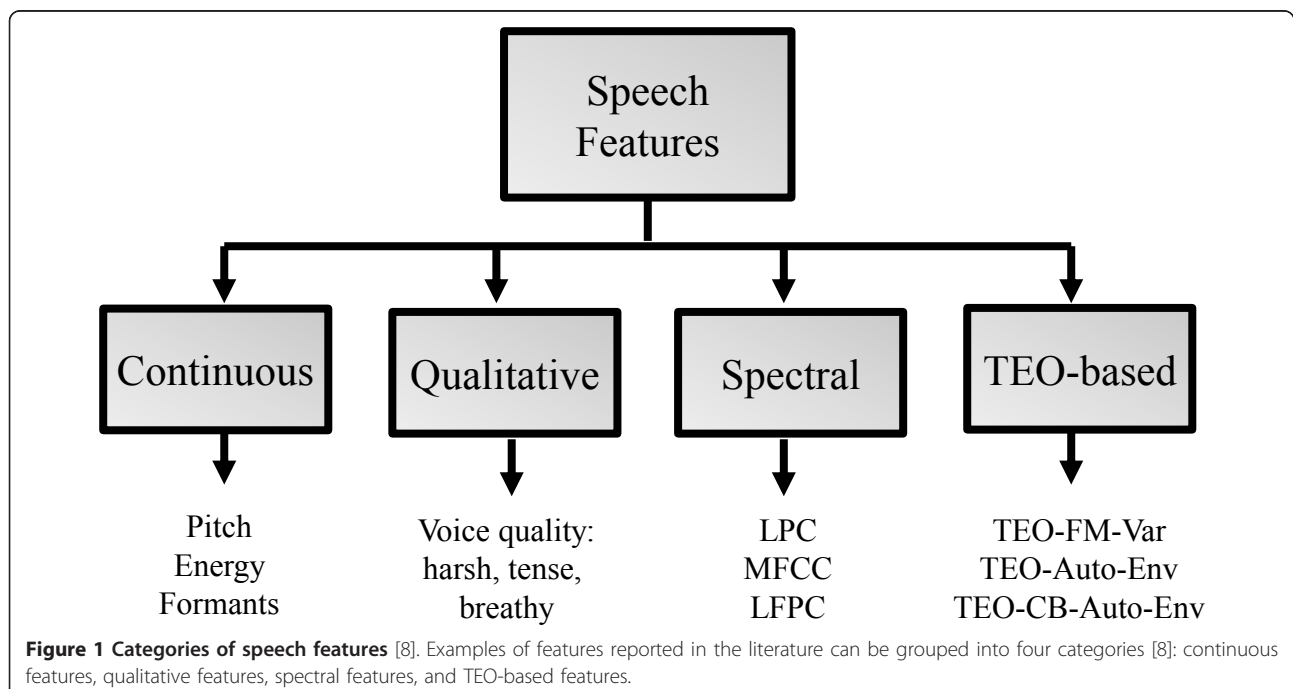 Speech
Features
Continuous
Qualitative
Spectral
TEO-based
Pitch
Energy
Formants
Voice quality:
harsh, tense,
breathy
LPC
MFCC
LFPC
TEO-FM-Var
TEO-Auto-Env
TEO-CB-Auto-Env
Figure 1 Categories of speech features [8]. Examples of features reported in the literature can be grouped into four categories [8]: continuous
features, qualitative features, spectral features, and TEO-based features.